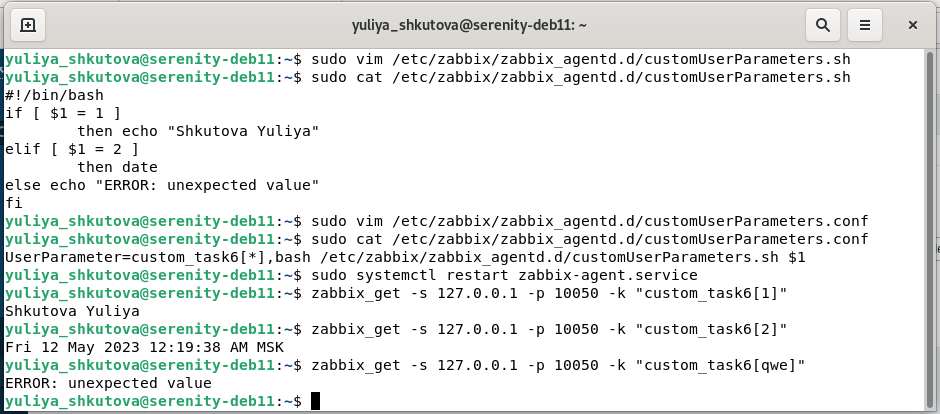 yuliya_shkutova@serenity-deb11: ~
yuliya_shkutova@serenity-deb11:~$ sudo vim /etc/zabbix/zabbix_agentd.d/customUserParameters.sh
yuliya_shkutova@serenity-deb11:~$ sudo cat /etc/zabbix/zabbix_agentd.d/customUserParameters.sh
#!/bin/bash
if [ $1 = 1 ]
        then echo "Shkutova Yuliya"
elif [ $1 = 2 ]
        then date
else echo "ERROR: unexpected value"
fi
yuliya_shkutova@serenity-deb11:~$ sudo vim /etc/zabbix/zabbix_agentd.d/customUserParameters.conf
yuliya_shkutova@serenity-deb11:~$ sudo cat /etc/zabbix/zabbix_agentd.d/customUserParameters.conf
UserParameter=custom_task6[*],bash /etc/zabbix/zabbix_agentd.d/customUserParameters.sh $1
yuliya_shkutova@serenity-deb11:~$ sudo systemctl restart zabbix-agent.service
yuliya_shkutova@serenity-deb11:~$ zabbix_get -s 127.0.0.1 -p 10050 -k "custom_task6[1]"
Shkutova Yuliya
yuliya_shkutova@serenity-deb11:~$ zabbix_get -s 127.0.0.1 -p 10050 -k "custom_task6[2]"
Fri 12 May 2023 12:19:38 AM MSK
yuliya_shkutova@serenity-deb11:~$ zabbix_get -s 127.0.0.1 -p 10050 -k "custom_task6[qwe]"
ERROR: unexpected value
yuliya_shkutova@serenity-deb11:~$